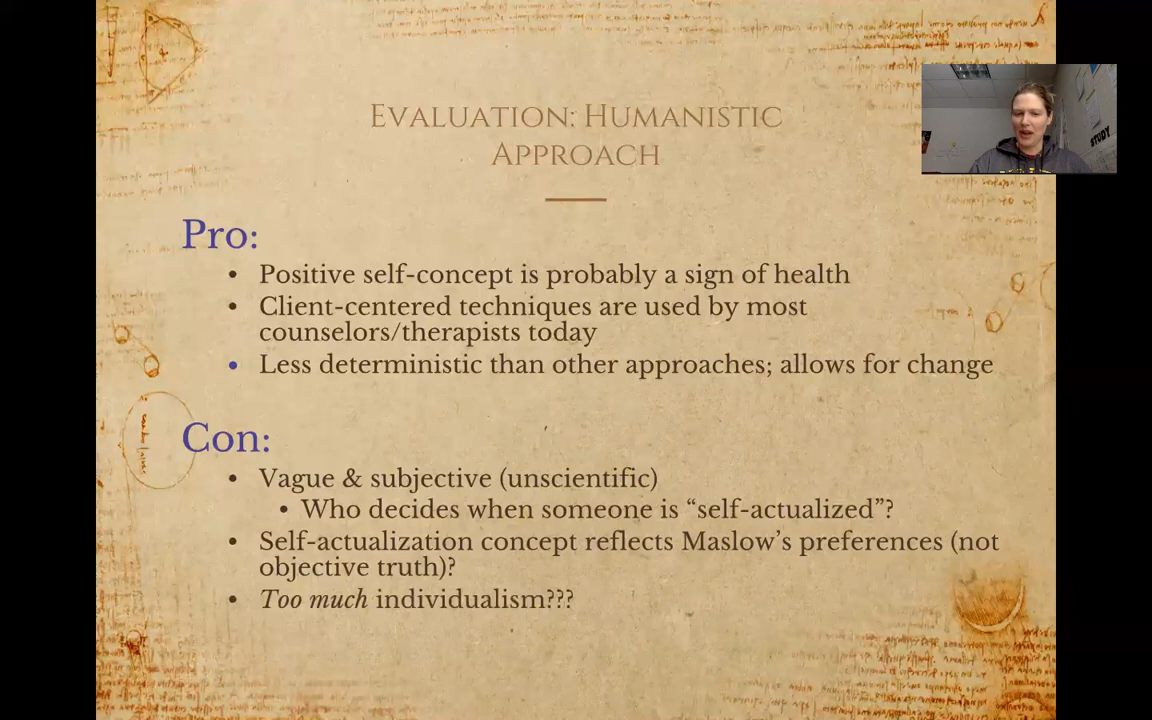 Evaluation: Humanistic
Approach
STUDY
Pro:
• Positive self-concept is probably a sign of health
• Client-centered techniques are used by most
counselors/therapists today
• Less deterministic than other approaches; allows for change
Con:
• Vague & subjective (unscientific)
• Who decides when someone is “self-actualized”?
• Self-actualization concept reflects Maslow’s preferences (not
objective truth)?
• Too much individualism???